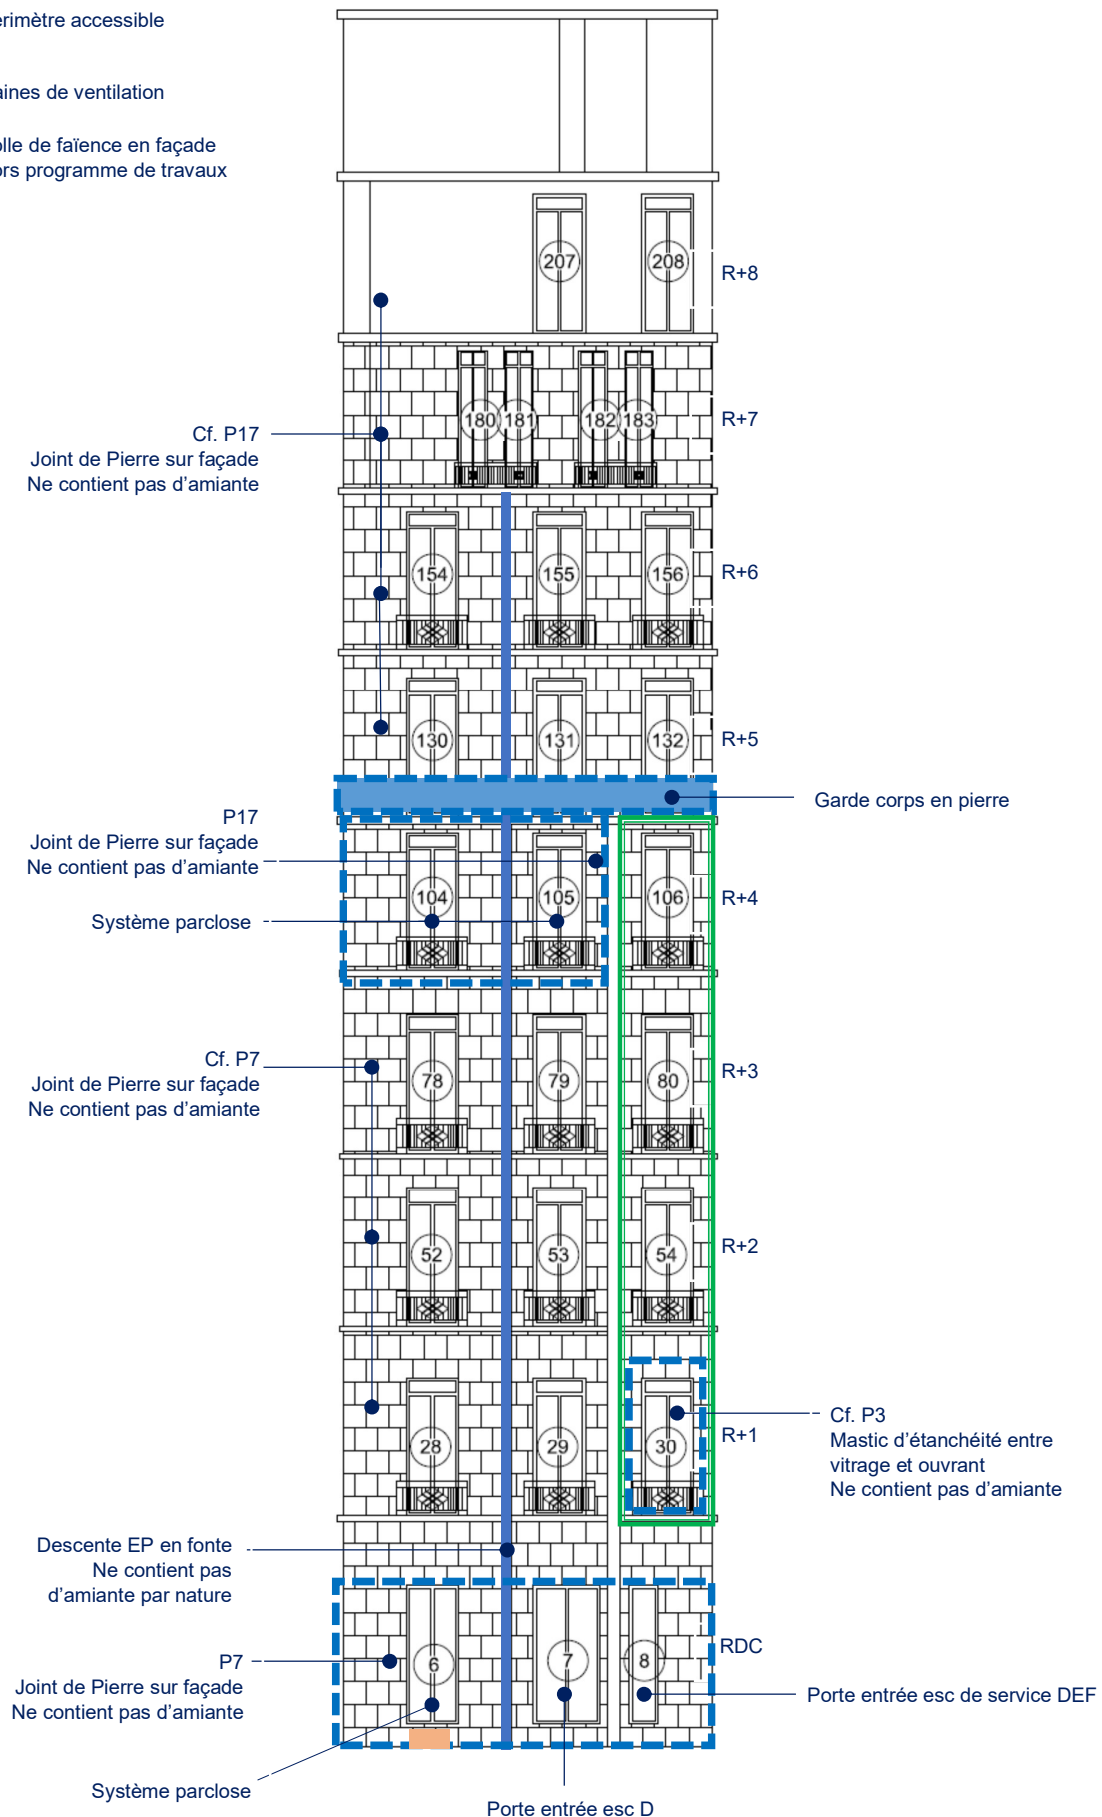 érimètre accessible
aines de ventilation
olle de faïence en façade
ors programme de travaux
207
208
R+8
180
181
182
183
R+7
Cf. P17
Joint de Pierre sur façade
Ne contient pas d'amiante
154
155
156
R+6
130
131
132
R+5
Garde corps en pierre
P17
Joint de Pierre sur façade
Ne contient pas d'amiante
104
105
106
R+4
Système parclose
Cf. P7
Joint de Pierre sur façade
Ne contient pas d'amiante
78
79
80
R+3
52
53
54
R+2
28
29
30
R+1
Cf. P3
Mastic d'étanchéité entre
vitrage et ouvrant
Ne contient pas d'amiante
Descente EP en fonte
Ne contient pas
d'amiante par nature
6
7
8
RDC
P7
Joint de Pierre sur façade
Ne contient pas d'amiante
Porte entrée esc de service DEF
Système parclose
Porte entrée esc D